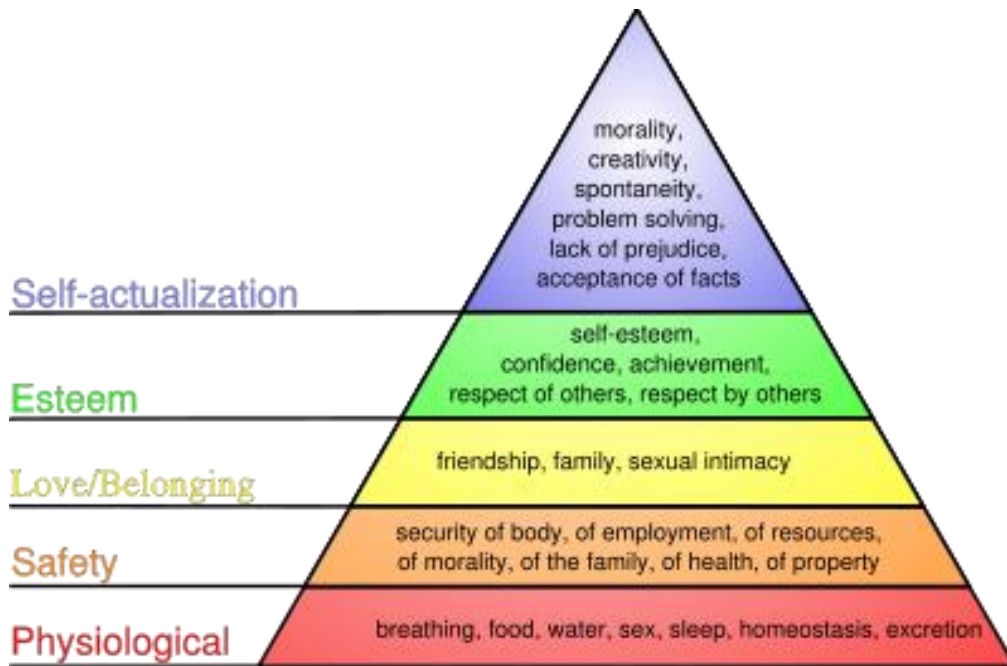 morality,
creativity,
spontaneity,
problem solving,
lack of prejudice,
acceptance of facts
Self-actualization
self-esteem,
confidence, achievement,
respect of others, respect by others
Esteem
friendship, family, sexual intimacy
Love/Belonging
security of body, of employment, of resources,
of morality, of the family, of health, of property
Safety
breathing, food, water, sex, sleep, homeostasis, excretion
Physiological